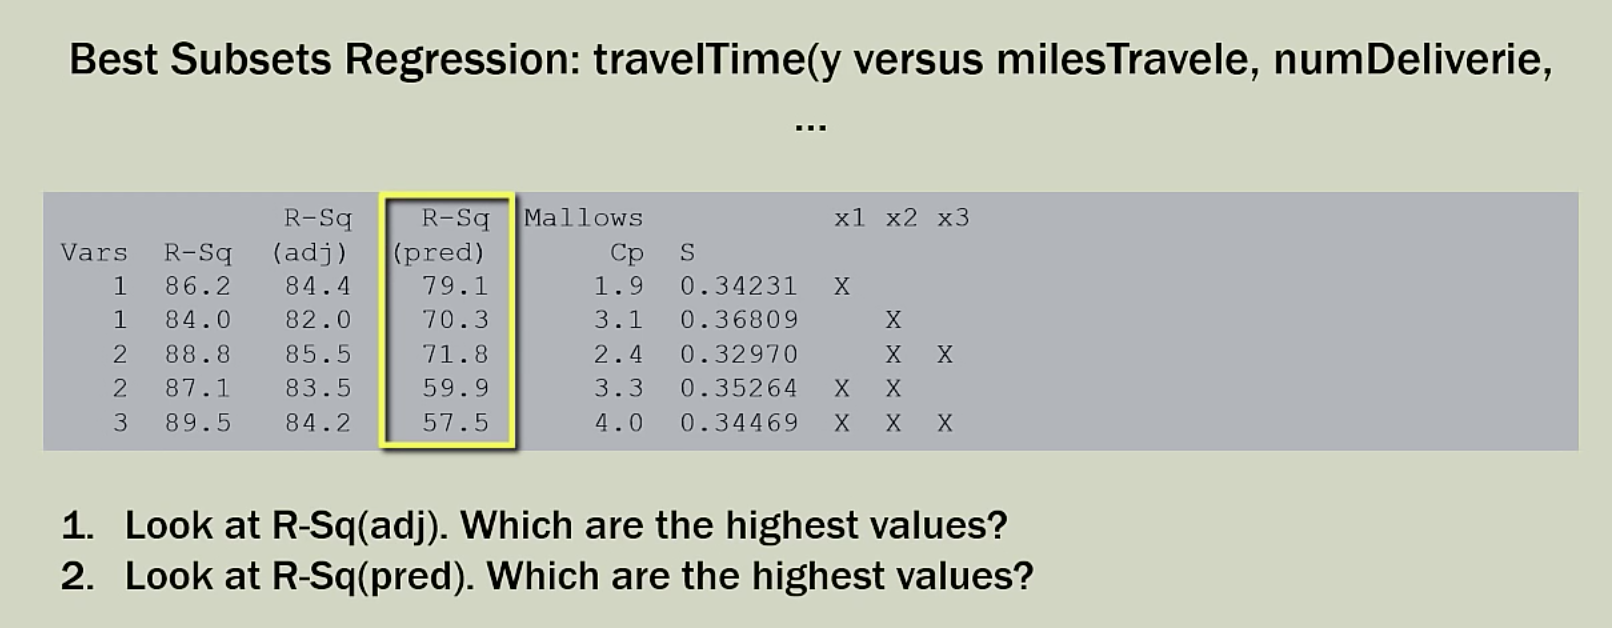 Best Subsets Regression: travelTime(y versus milesTravele, numDeliverie,
...
R-Sq R-Sq Mallows x1 x2 x3
Vars R-Sq (adj) (pred) Cp S
1 86.2 84.4 79.1 1.9 0.34231 X
1 84.0 82.0 70.3 3.1 0.36809 X
2 88.8 85.5 71.8 2.4 0.32970 X X
2 87.1 83.5 59.9 3.3 0.35264 X X
3 89.5 84.2 57.5 4.0 0.34469 X X X
1. Look at R-Sq(adj). Which are the highest values?
2. Look at R-Sq(pred). Which are the highest values?